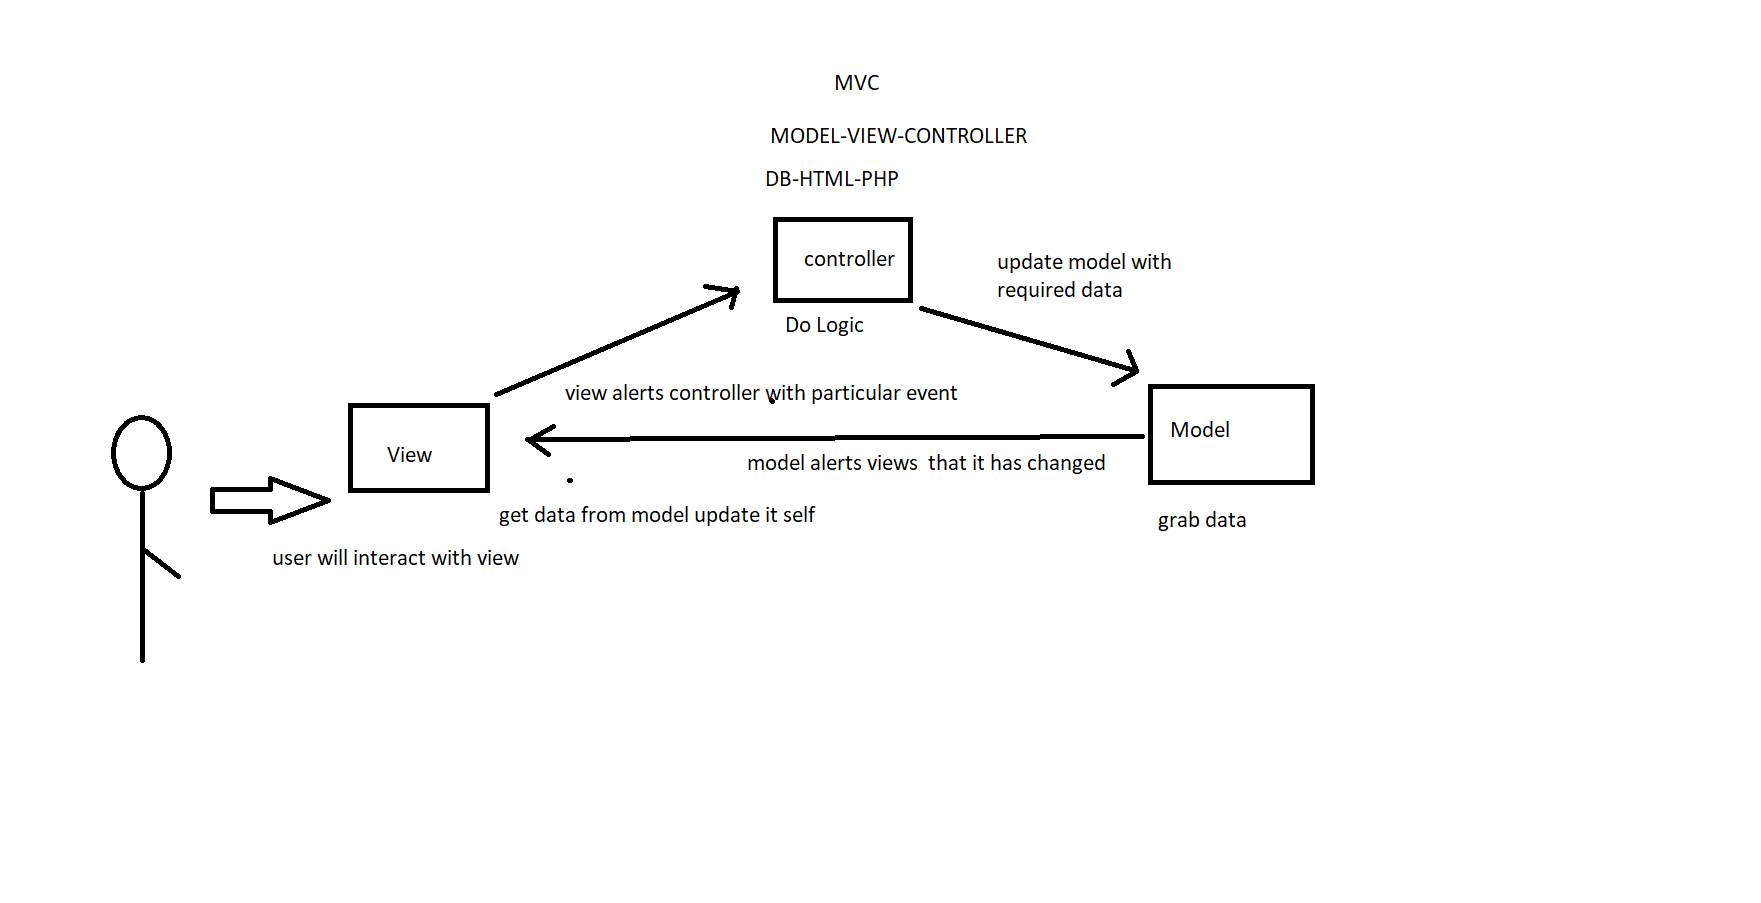 MVC
MODEL-VIEW-CONTROLLER
DB-HTML-PHP
controller
update model with
required data
Do Logic
view alerts controller with particular event
View
Model
model alerts views  that it has changed
get data from model update it self
grab data
user will interact with view